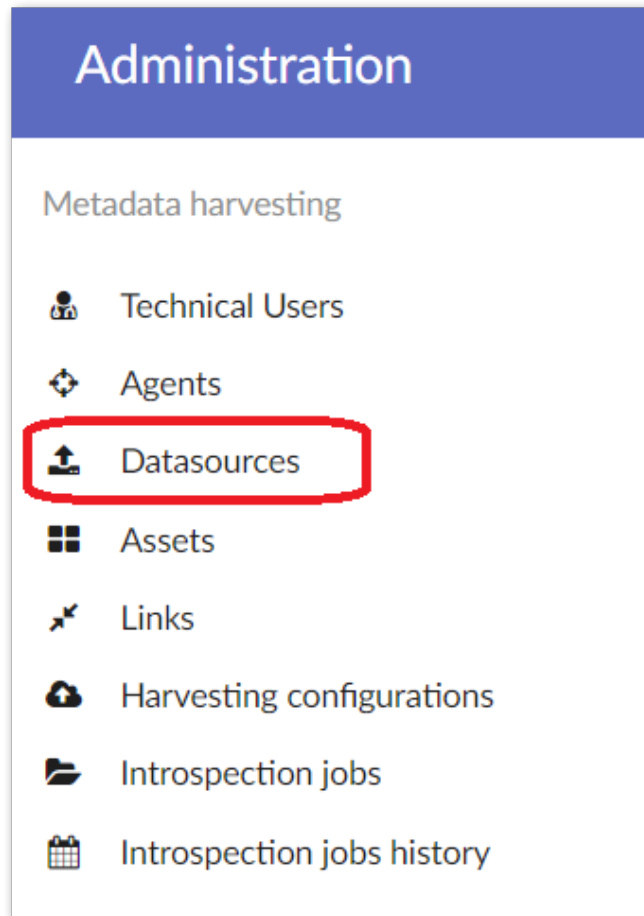 Administration
Metadata harvesting
Technical Users
Agents
Datasources
Assets
Links
Harvesting configurations
Introspection jobs
Introspection jobs history